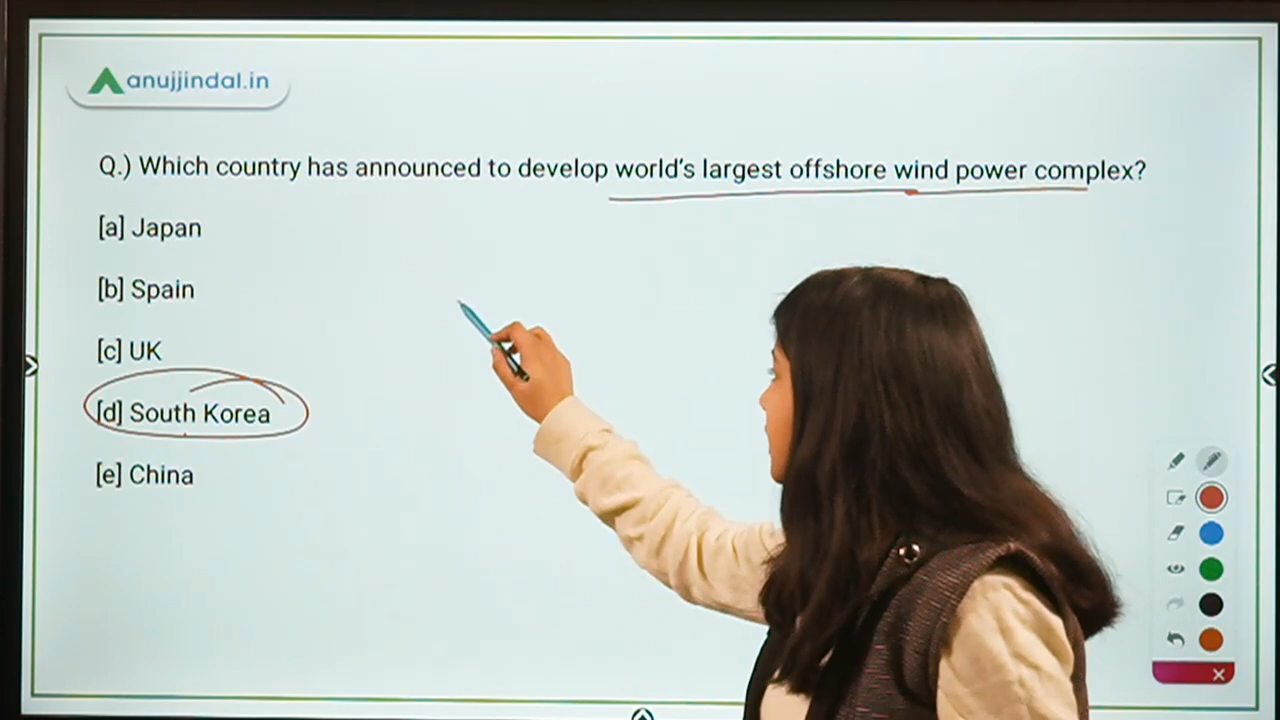 anujjindal.in
Q.) Which country has announced to develop world's largest offshore wind power complex?
[a] Japan
[b] Spain
[c] UK
[d] South Korea
[e] China